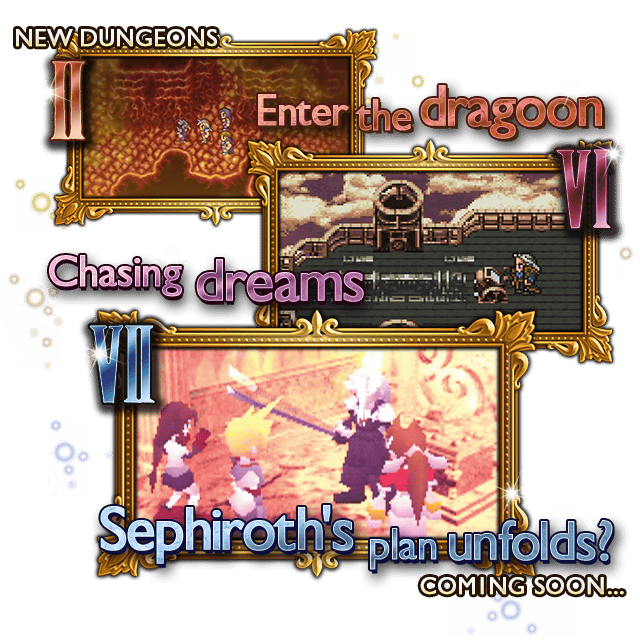 NEW DUNGEONS
II
Enter the dragoon
VI
Chasing dreams
VII
Sephiroth's plan unfolds?
COMING SOON...